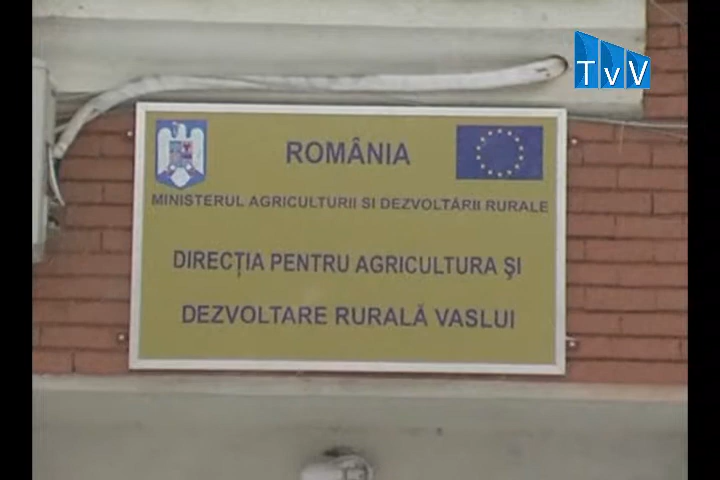 TvV
ROMÂNIA
MINISTERUL AGRICULTURII SI DEZVOLTĂRII RURALE
DIRECȚIA PENTRU AGRICULTURA ȘI
DEZVOLTARE RURALĂ VASLUI